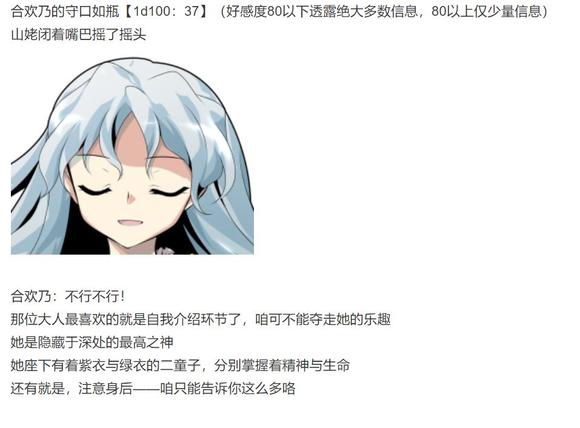 合欢乃的守口如瓶【1d100：37】（好感度80以下透露绝大多数信息，80以上仅少量信息）
山姥闭着嘴巴摇了摇头
合欢乃：不行不行！
那位大人最喜欢的就是自我介绍环节了，咱可不能夺走她的乐趣
她是隐藏于深处的最高之神
她座下有着紫衣与绿衣的二童子，分别掌握着精神与生命
还有就是，注意身后——咱只能告诉你这么多咯